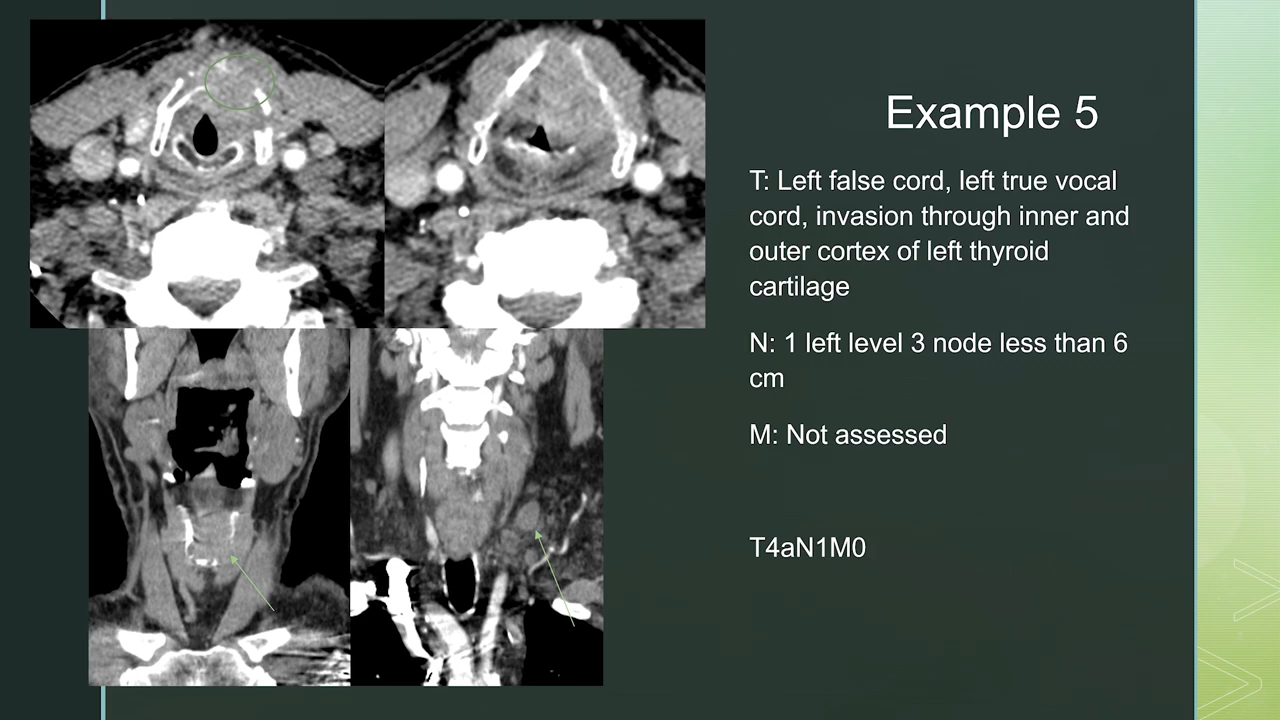 Example 5
T: Left false cord, left true vocal
cord, invasion through inner and
outer cortex of left thyroid
cartilage
N: 1 left level 3 node less than 6
cm
M: Not assessed
T4aN1M0